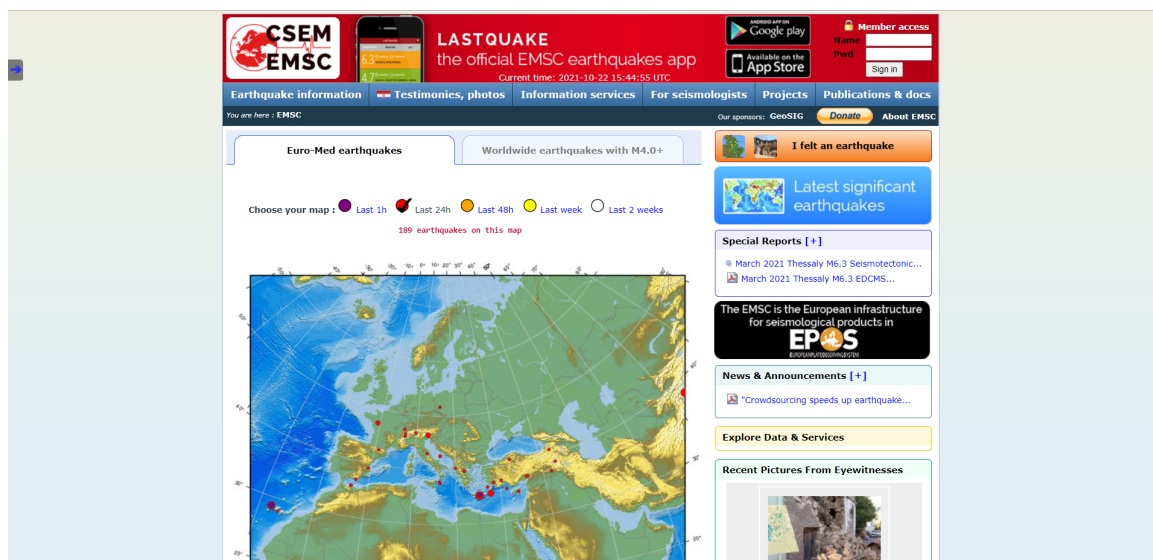 CSEM
EMSC
LASTQUAKE
the official EMSC earthquakes app
Current time: 2021-10-22 15:44:55 UTC
ANDROID APP ON
Google play
Available on the
App Store
Member access
Name
Pwd
Sign in
Earthquake information
Testimonies, photos
Information services
For seismologists
Projects
Publications & docs
You are here : EMSC
Our sponsors: GeoSIG
Donate
About EMSC
Euro-Med earthquakes
Worldwide earthquakes with M4.0+
I felt an earthquake
Latest significant
earthquakes
Choose your map :
Last 1h
Last 24h
Last 48h
Last week
Last 2 weeks
189 earthquakes on this map
Special Reports [+]
March 2021 Thessaly M6.3 Seismotectonic...
March 2021 Thessaly M6.3 EDCMS...
The EMSC is the European infrastructure
for seismological products in
EPOS
News & Announcements [+]
"Crowdsourcing speeds up earthquake...
Explore Data & Services
Recent Pictures From Eyewitnesses